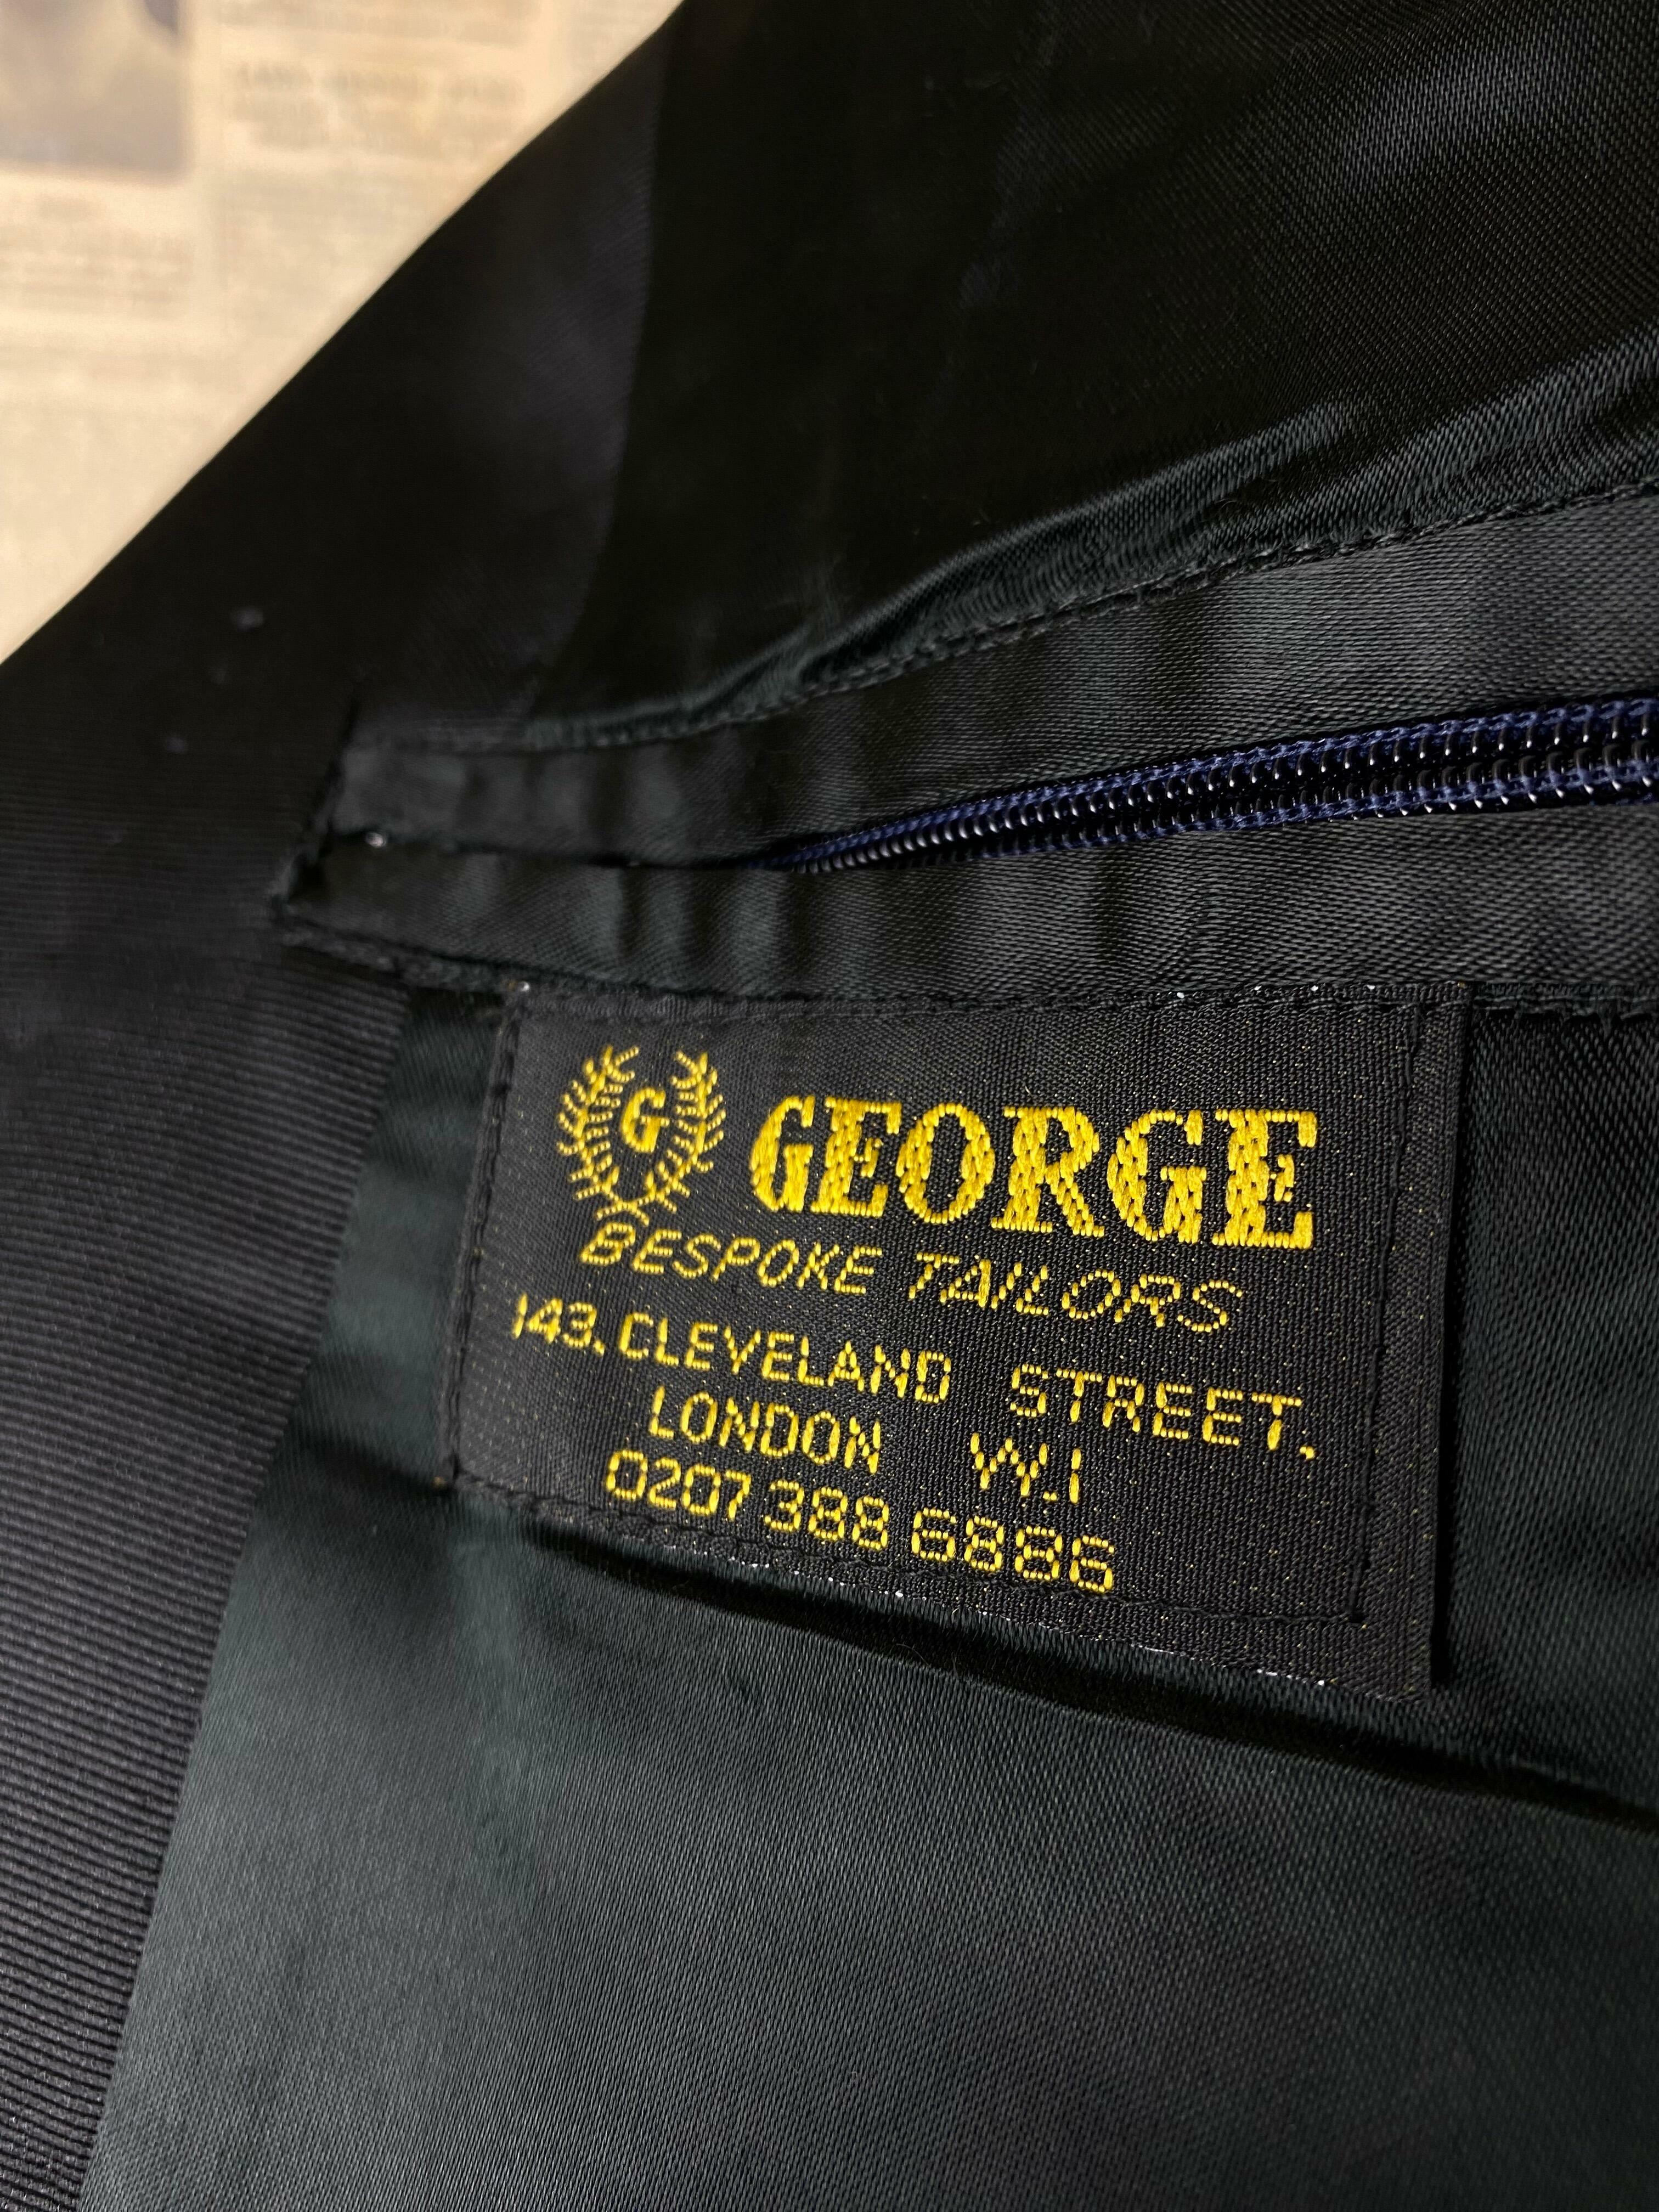 G
GEORGE
BESPOKE TAILORS
143, CLEVELAND STREET,
LONDON W.1
0207 388 6886